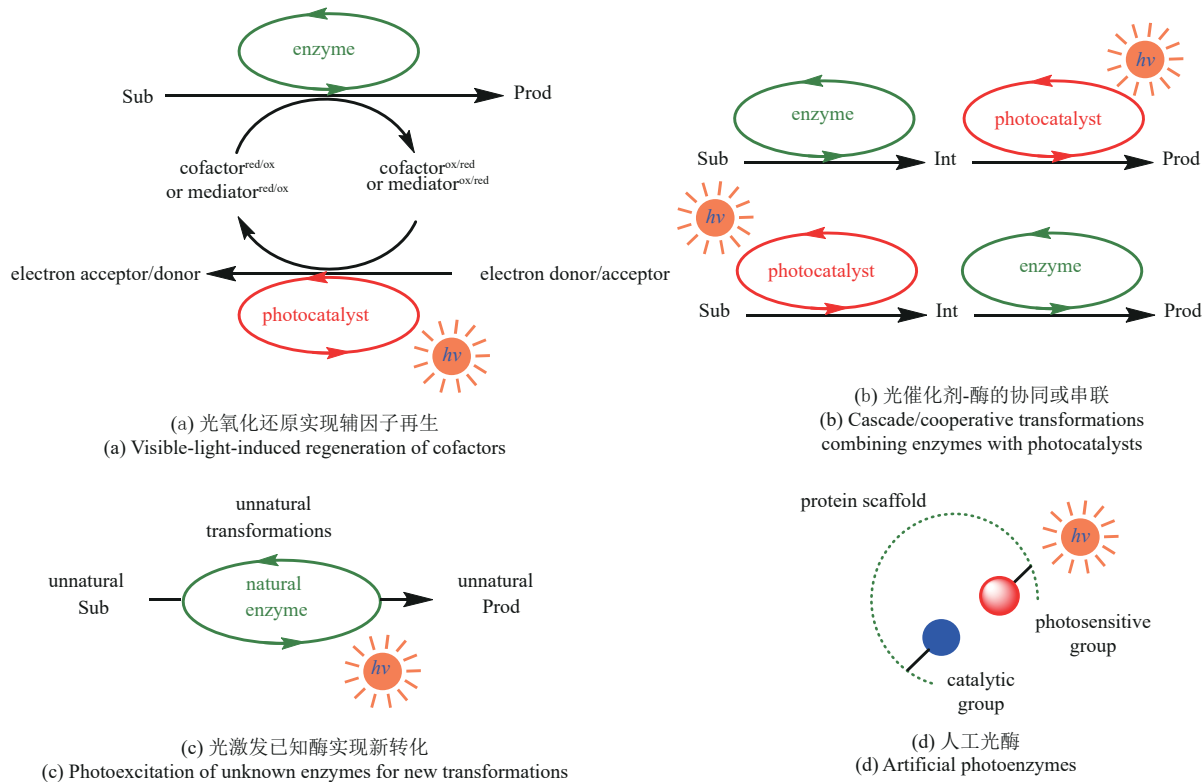 enzyme
Sub
Prod
cofactor^red/ox
or mediator^red/ox
cofactor^ox/red
or mediator^ox/red
electron acceptor/donor
electron donor/acceptor
photocatalyst
hv
(a) 光氧化还原实现辅因子再生
(a) Visible-light-induced regeneration of cofactors
hv
enzyme
photocatalyst
Sub
Int
Prod
hv
photocatalyst
enzyme
Sub
Int
Prod
(b) 光催化剂-酶的协同或串联
(b) Cascade/cooperative transformations
combining enzymes with photocatalysts
unnatural
transformations
unnatural
Sub
natural
enzyme
unnatural
Prod
hv
(c) 光激发已知酶实现新转化
(c) Photoexcitation of unknown enzymes for new transformations
protein scaffold
hv
photosensitive
group
catalytic
group
(d) 人工光酶
(d) Artificial photoenzymes